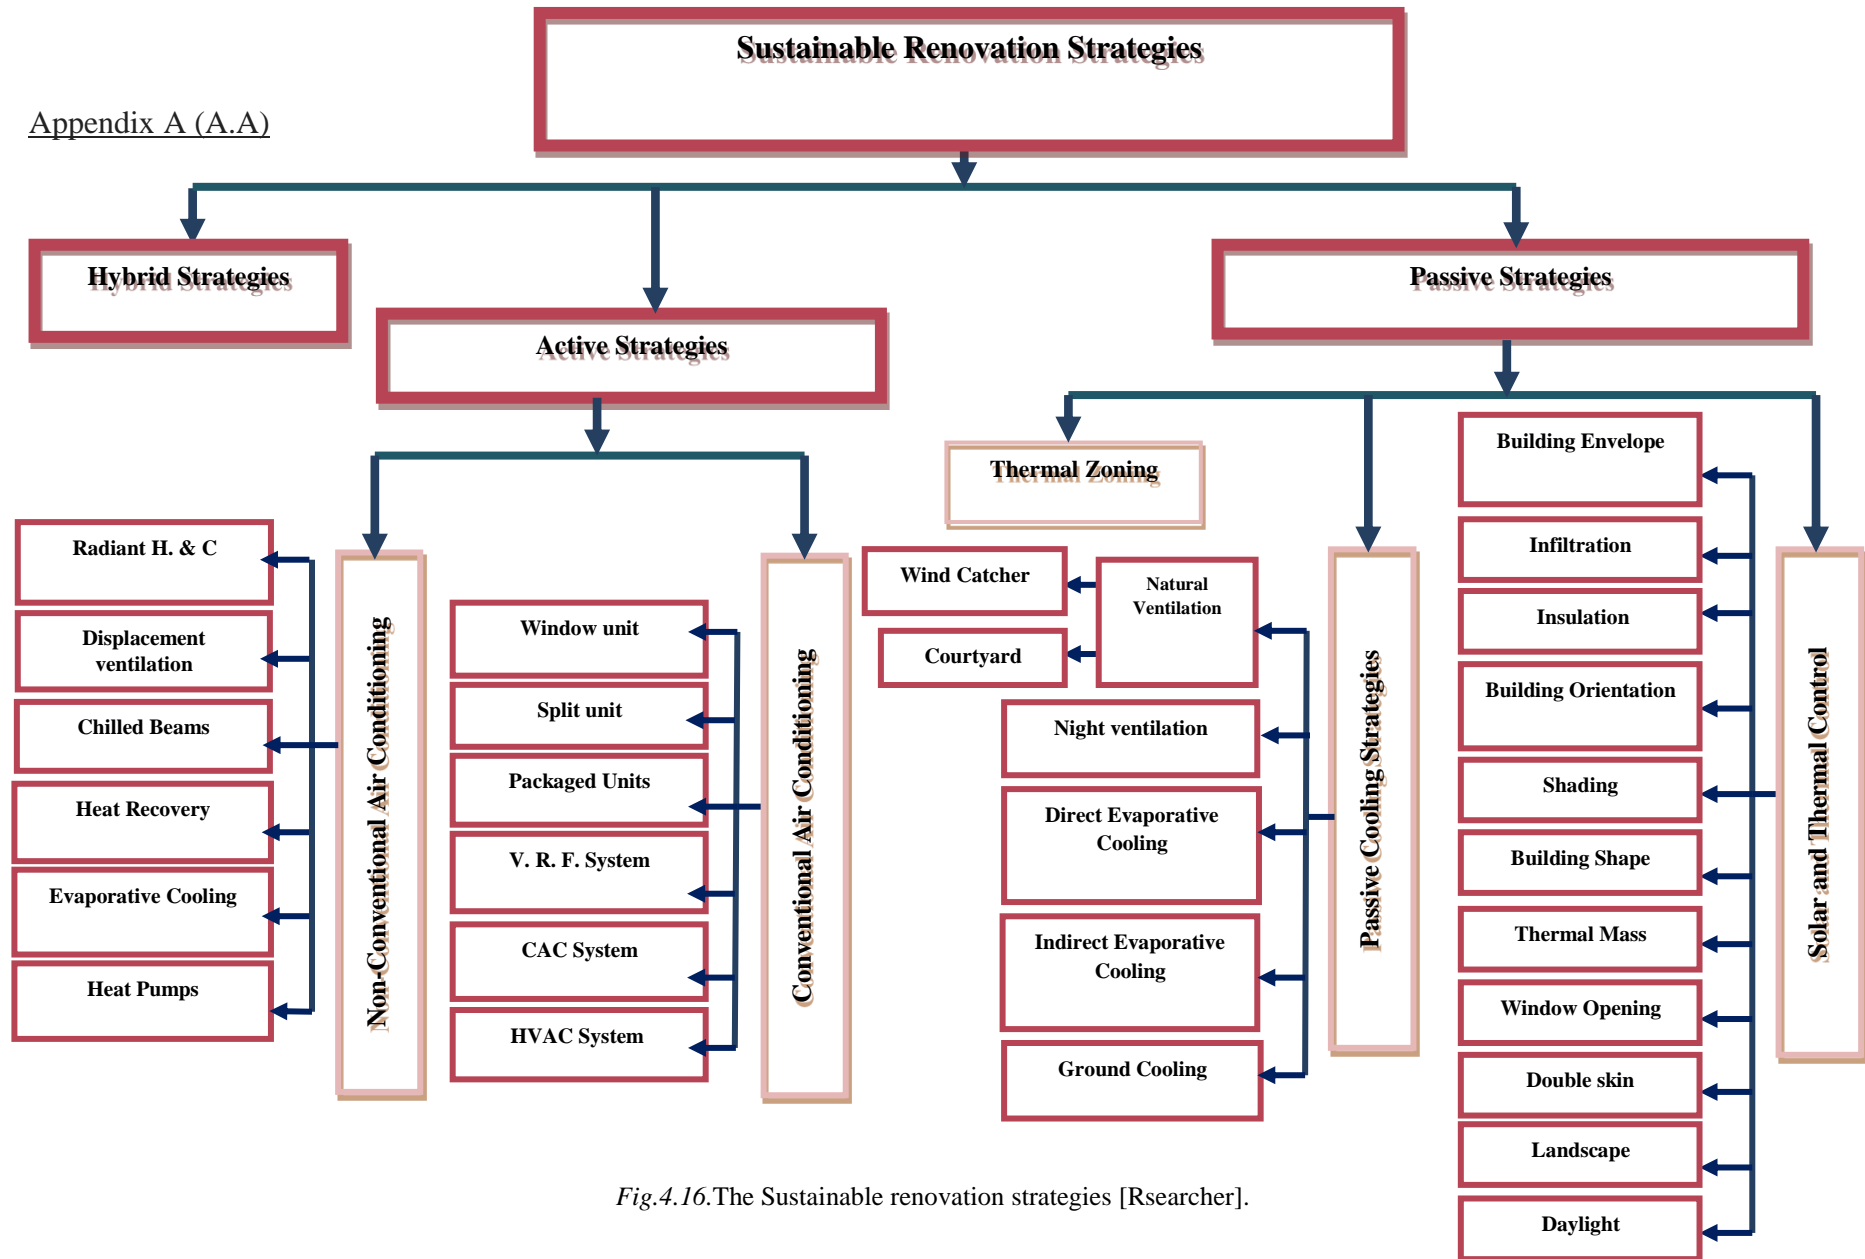 Sustainable Renovation Strategies
Appendix A (A.A)
Hybrid Strategies
Active Strategies
Passive Strategies
Non-Conventional Air Conditioning
Radiant H. & C
Displacement
ventilation
Chilled Beams
Heat Recovery
Evaporative Cooling
Heat Pumps
Conventional Air Conditioning
Window unit
Split unit
Packaged Units
V. R. F. System
CAC System
HVAC System
Thermal Zoning
Passive Cooling Strategies
Natural
Ventilation
Wind Catcher
Courtyard
Night ventilation
Direct Evaporative
Cooling
Indirect Evaporative
Cooling
Ground Cooling
Solar and Thermal Control
Building Envelope
Infiltration
Insulation
Building Orientation
Shading
Building Shape
Thermal Mass
Window Opening
Double skin
Landscape
Daylight
Fig.4.16.The Sustainable renovation strategies [Rsearcher].